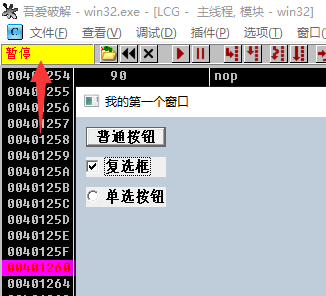 吾爱破解 - win32.exe - [LCG - 主线程, 模块 - win32]
C 文件(F) 查看(V) 调试(D) 插件(P) 选项(T) 窗口
暂停
00401254 90 nop
00401255
00401256
00401257
00401258
00401259
0040125A
0040125B
0040125C
0040125D
0040125E
0040125F
00401260
00401264
00401268
我的第一个窗口
普通按钮
复选框
单选按钮